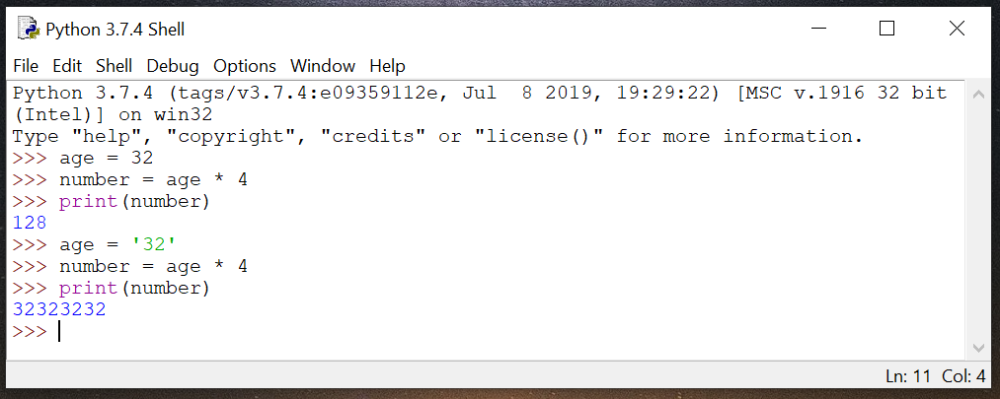 Python 3.7.4 Shell
File Edit Shell Debug Options Window Help
Python 3.7.4 (tags/v3.7.4:e09359112e, Jul  8 2019, 19:29:22) [MSC v.1916 32 bit
(Intel)] on win32
Type "help", "copyright", "credits" or "license()" for more information.
>>> age = 32
>>> number = age * 4
>>> print(number)
128
>>> age = '32'
>>> number = age * 4
>>> print(number)
32323232
>>>
Ln: 11 Col: 4